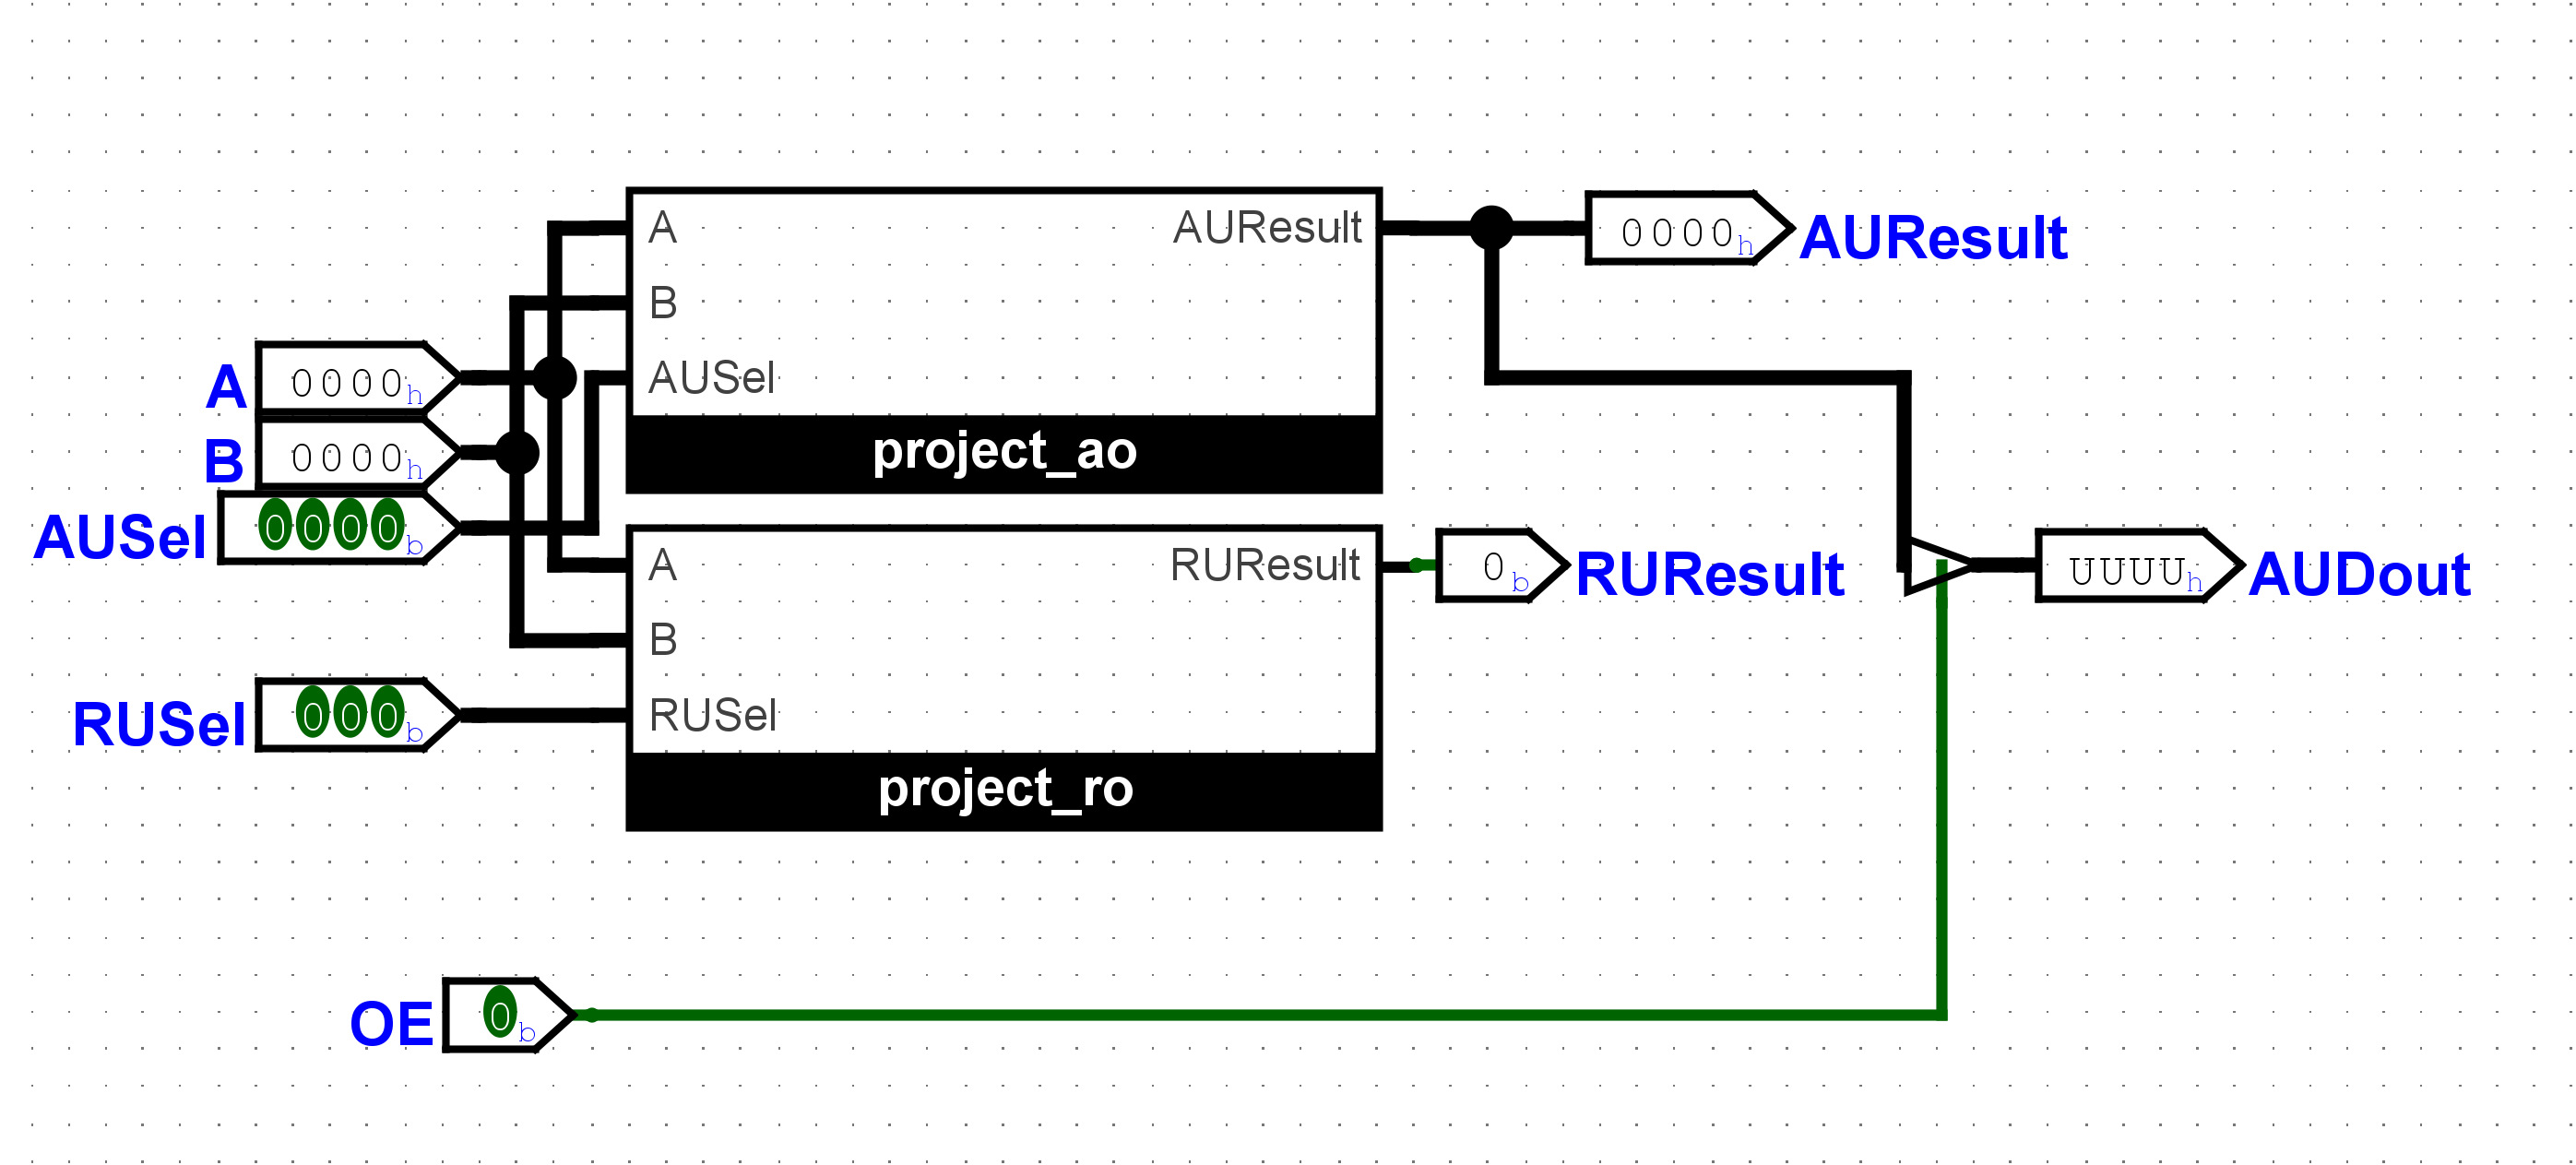 A
AUResult
0000h
AUResult
B
A
0000h
AUSel
B
0000h
project_ao
AUSel
0000b
A
RUResult
0b
RUResult
UUUUh
AUDout
B
RUSel
000b
RUSel
project_ro
OE
0b